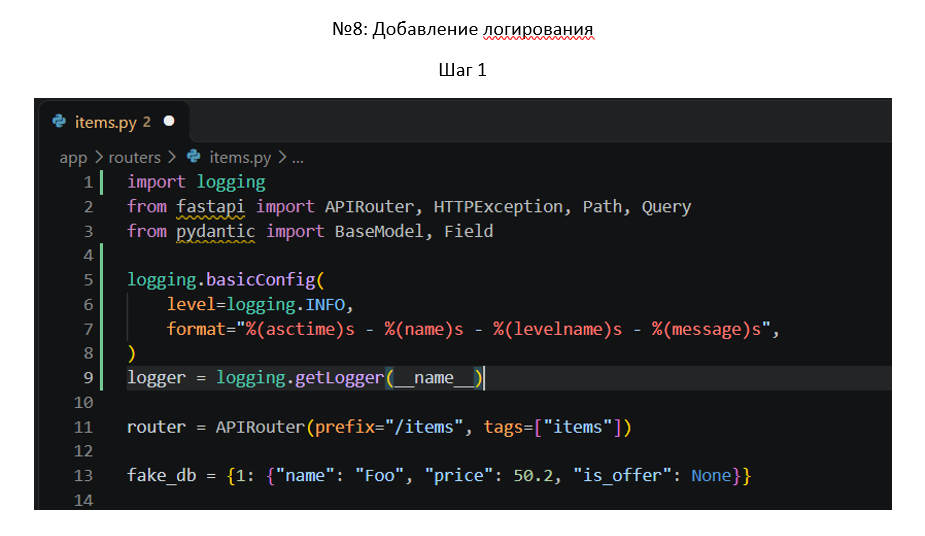 №8: Добавление логирования
Шаг 1
items.py 2
app > routers > items.py > ...
1 import logging
2 from fastapi import APIRouter, HTTPException, Path, Query
3 from pydantic import BaseModel, Field
4
5 logging.basicConfig(
6     level=logging.INFO,
7     format="%(asctime)s - %(name)s - %(levelname)s - %(message)s",
8 )
9 logger = logging.getLogger(__name__)
10
11 router = APIRouter(prefix="/items", tags=["items"])
12
13 fake_db = {1: {"name": "Foo", "price": 50.2, "is_offer": None}}
14